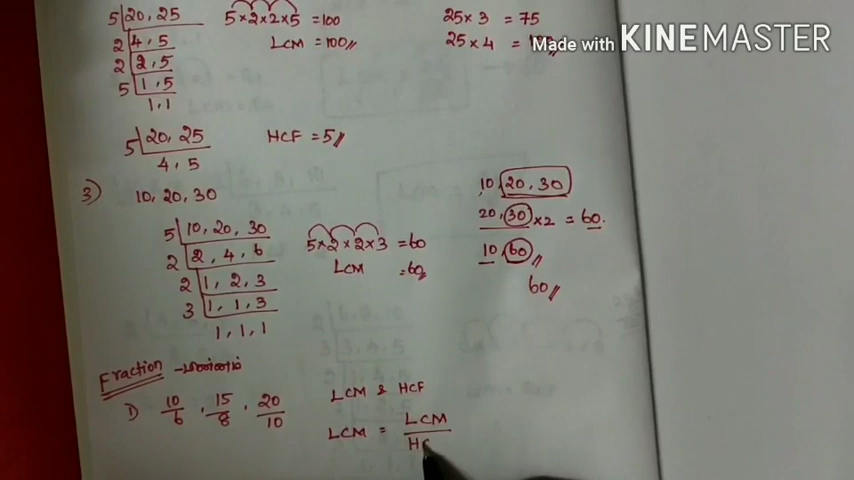 5 | 20, 25   5×2×2×5 = 100   25×3 = 75
2 | 4, 5   LCM = 100//   25×4 = 100//
2 | 2, 5
5 | 1, 5
1, 1
Made with KINEMASTER
5 | 20, 25   HCF = 5//
4, 5
3) 10, 20, 30   10, 20, 30
20, 30 ×2 = 60.
5 | 10, 20, 30   5×2×2×3 = 60   10, 60//
2 | 2, 4, 6   LCM = 60//
2 | 1, 2, 3   60//
3 | 1, 1, 3
1, 1, 1
Fraction - பின்னம்
1) 10/6, 15/8, 20/10   LCM & HCF
LCM = LCM/HC